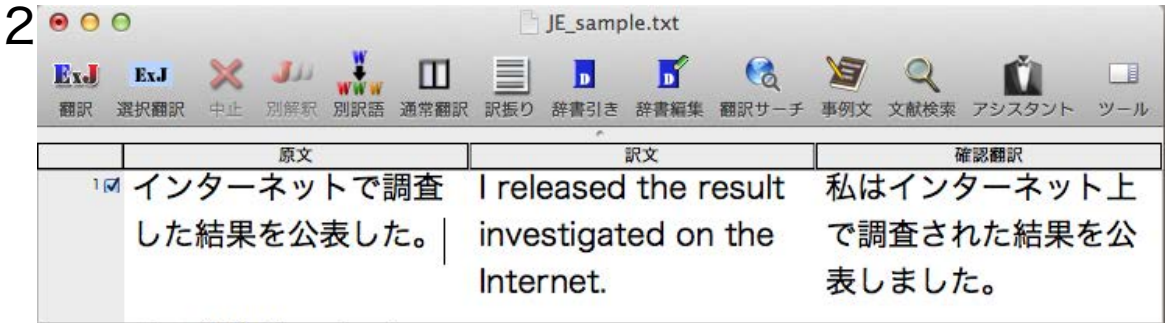 2
JE_sample.txt
ExJ ExJ J W WWW D D
翻訳 選択翻訳 中止 別解釈 別訳語 通常翻訳 訳振り 辞書引き 辞書編集 翻訳サーチ 事例文 文献検索 アシスタント ツール
原文 訳文 確認翻訳
1 インターネットで調査 I released the result 私はインターネット上
した結果を公表した。 investigated on the で調査された結果を公
Internet. 表しました。